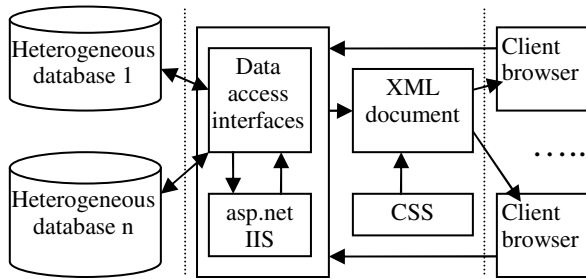 Heterogeneous
database 1
Heterogeneous
database n
Data
access
interfaces
asp.net
IIS
XML
document
CSS
Client
browser
.....
Client
browser